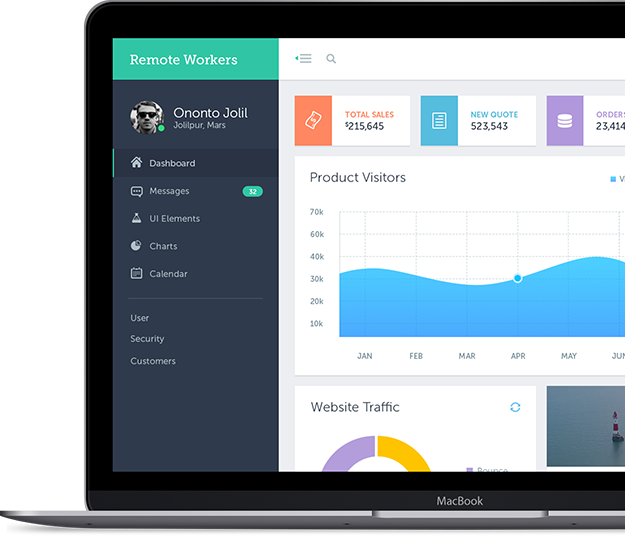 Remote Workers
Ononto Jolil
Jolilpur, Mars
Dashboard
Messages 32
UI Elements
Charts
Calendar
User
Security
Customers
TOTAL SALES
$215,645
NEW QUOTE
523,543
ORDERS
23,414
Product Visitors
70k
60k
40k
30k
20k
10k
JAN FEB MAR APR MAY JUN
Website Traffic
Bounce
MacBook